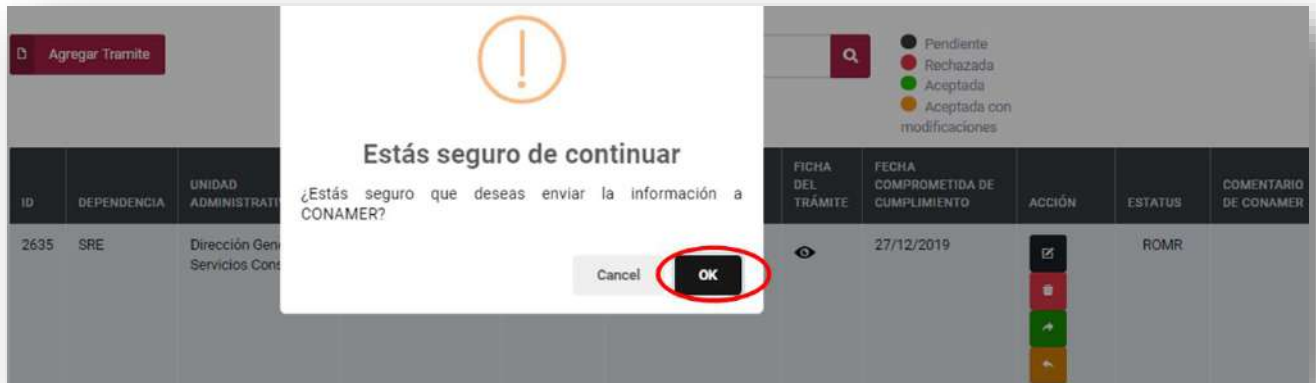 Agregar Tramite
Pendiente
Rechazada
Aceptada
Aceptada con
modificaciones
Estás seguro de continuar
¿Estás seguro que deseas enviar la información a
CONAMER?
Cancel
OK
ID
DEPENDENCIA
UNIDAD
FICHA
DEL
TRÁMITE
FECHA
COMPROMETIDA DE
CUMPLIMIENTO
ACCIÓN
ESTATUS
COMENTARIO
DE CONAMER
2635
SRE
Dirección
Servicios
27/12/2019
ROMR